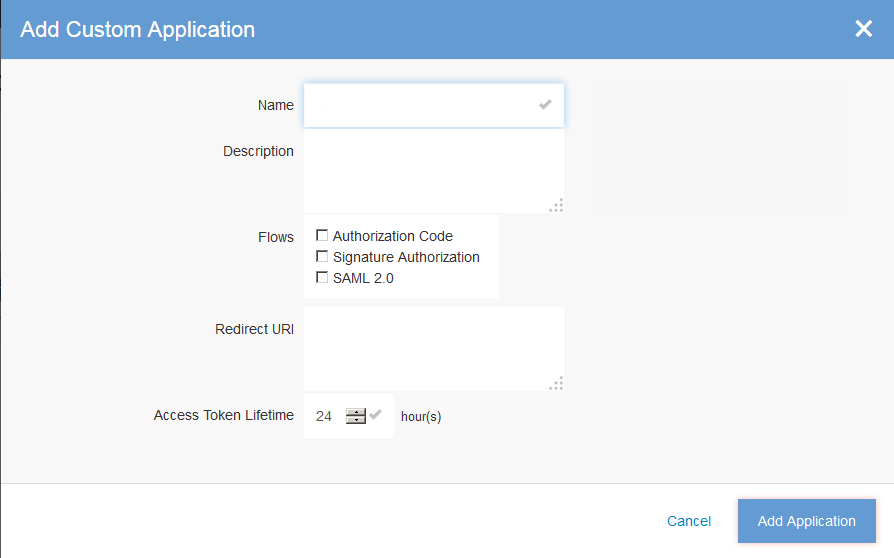 Add Custom Application
Name
Description
Flows
Authorization Code
Signature Authorization
SAML 2.0
Redirect URI
Access Token Lifetime 24 hour(s)
Cancel Add Application